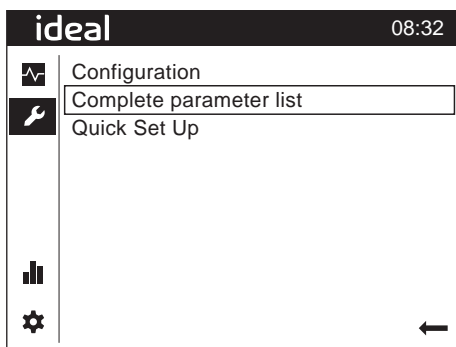 ideal 08:32
Configuration
Complete parameter list
Quick Set Up